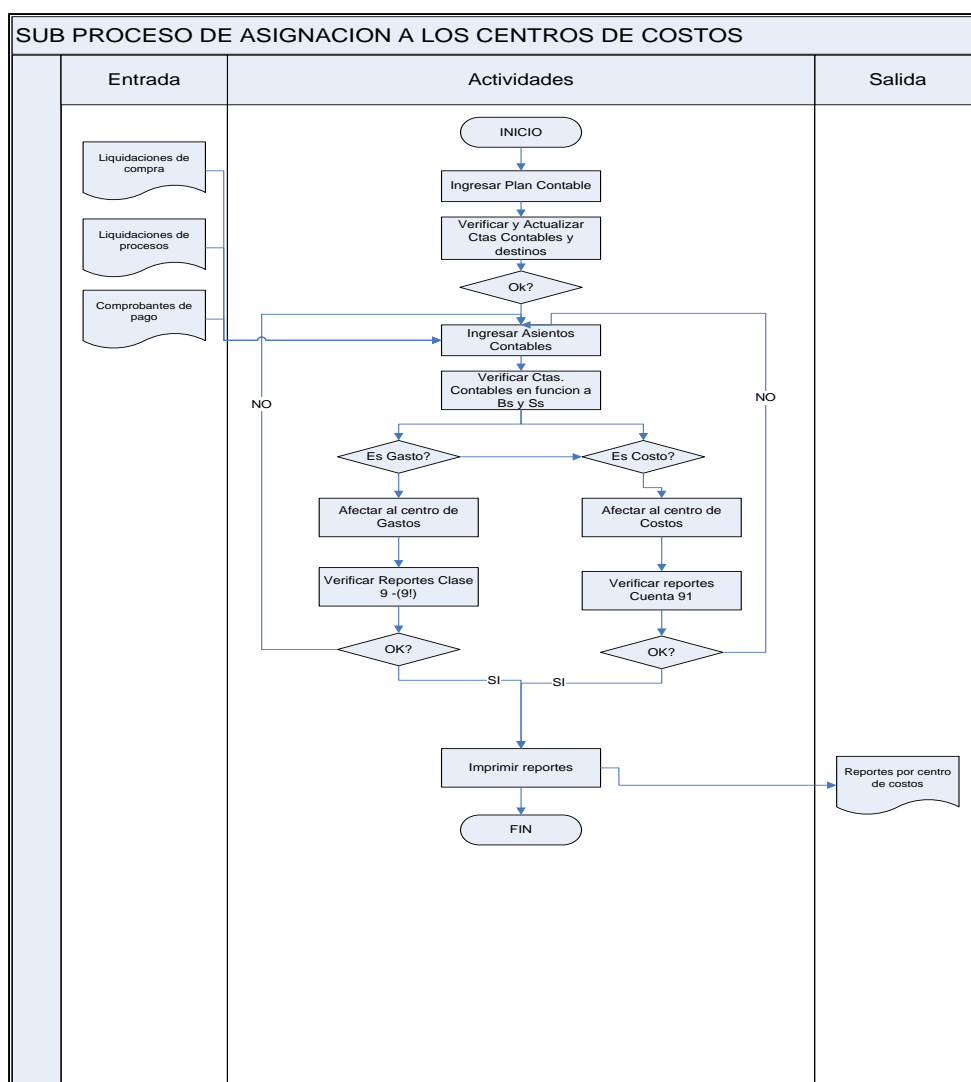 SUB PROCESO DE ASIGNACION A LOS CENTROS DE COSTOS
Entrada
Actividades
Salida
INICIO
Liquidaciones de
compra
Ingresar Plan Contable
Liquidaciones de
procesos
Verificar y Actualizar
Ctas Contables y
destinos
Ok?
Comprobantes de
pago
Ingresar Asientos
Contables
Verificar Ctas.
Contables en funcion a
Bs y Ss
NO
NO
Es Gasto?
Es Costo?
Afectar al centro de
Gastos
Afectar al centro de
Costos
Verificar Reportes Clase
9 -(9!)
Verificar reportes
Cuenta 91
OK?
OK?
SI
SI
Imprimir reportes
Reportes por centro
de costos
FIN